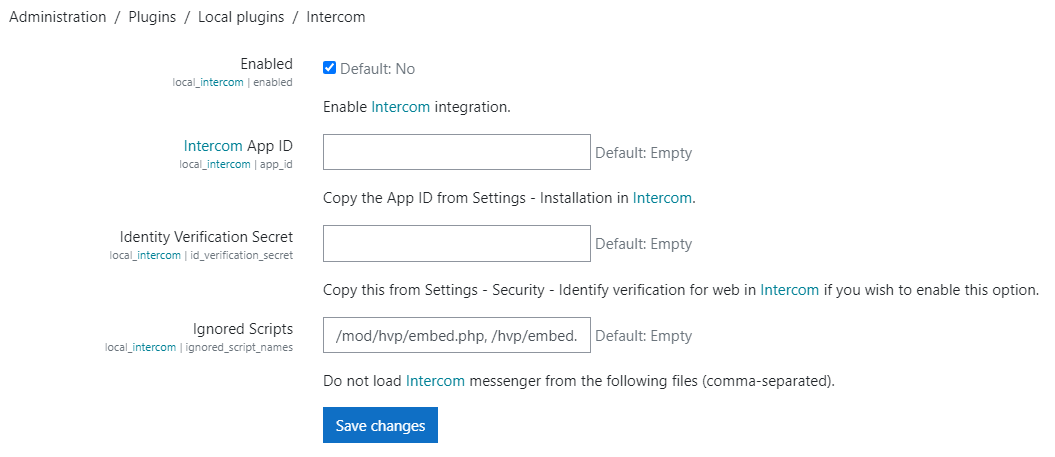 Administration / Plugins / Local plugins / Intercom
Enabled
Default: No
local_intercom | enabled
Enable Intercom integration.
Intercom App ID
Default: Empty
local_intercom | app_id
Copy the App ID from Settings - Installation in Intercom.
Identity Verification Secret
Default: Empty
local_intercom | id_verification_secret
Copy this from Settings - Security - Identify verification for web in Intercom if you wish to enable this option.
Ignored Scripts
/mod/hvp/embed.php, /hvp/embed.
Default: Empty
local_intercom | ignored_script_names
Do not load Intercom messenger from the following files (comma-separated).
Save changes